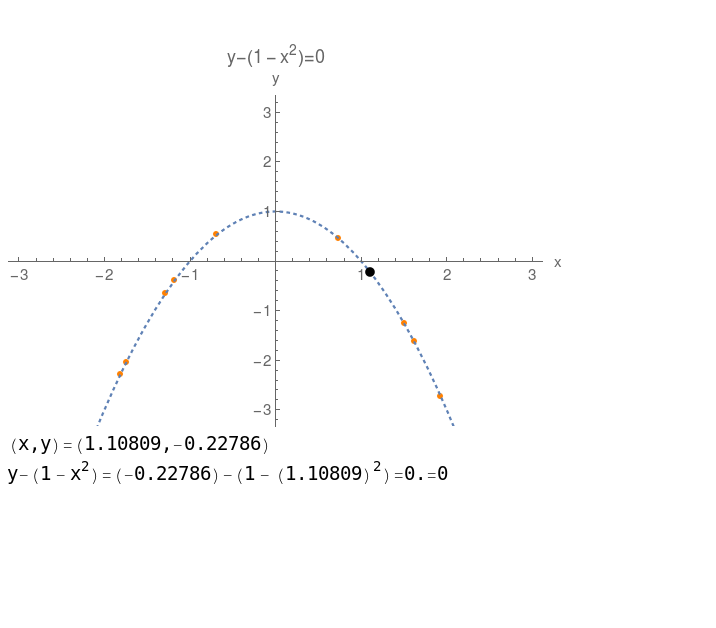 y−(1−x²)=0
y
3
2
1
−3 −2 −1 1 2 3 x
−1
−2
−3
(x,y)=(1.10809,−0.22786)
y−(1−x²)=(−0.22786)−(1−(1.10809)²)=0.=0